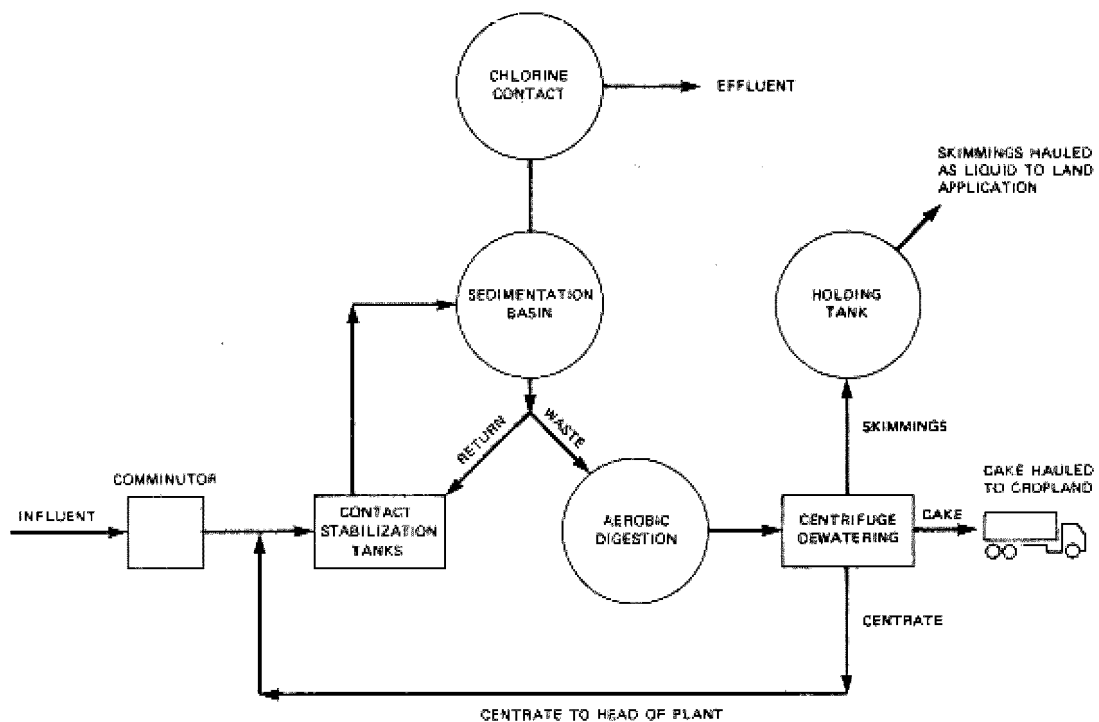 CHLORINE
CONTACT
EFFLUENT
SKIMMINGS HAULED
AS LIQUID TO LAND
APPLICATION
SEDIMENTATION
BASIN
HOLDING
TANK
RETURN
WASTE
SKIMMINGS
COMMINUTOR
INFLUENT
CONTACT
STABILIZATION
TANKS
AEROBIC
DIGESTION
CENTRIFUGE
DEWATERING
CAKE
CAKE HAULED
TO CROPLAND
CENTRATE
CENTRATE TO HEAD OF PLANT